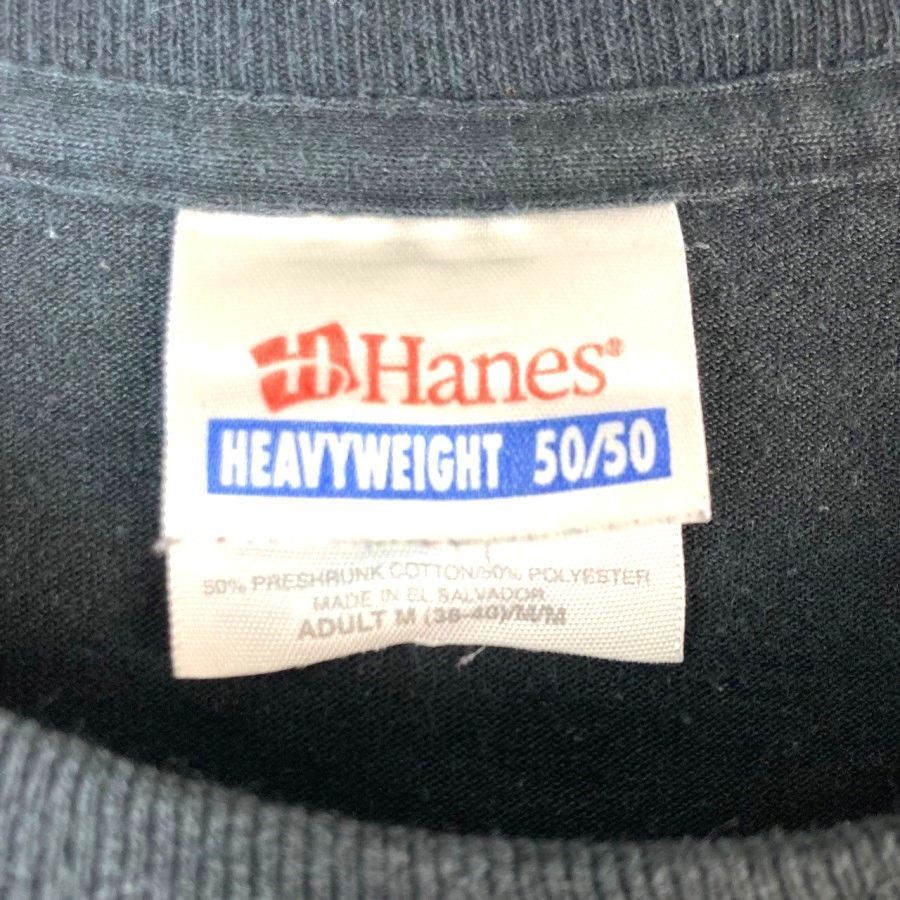 H Hanes®
HEAVYWEIGHT 50/50
50% PRESHRUNK COTTON/50% POLYESTER
MADE IN EL SALVADOR
ADULT M (38-40)/M/M